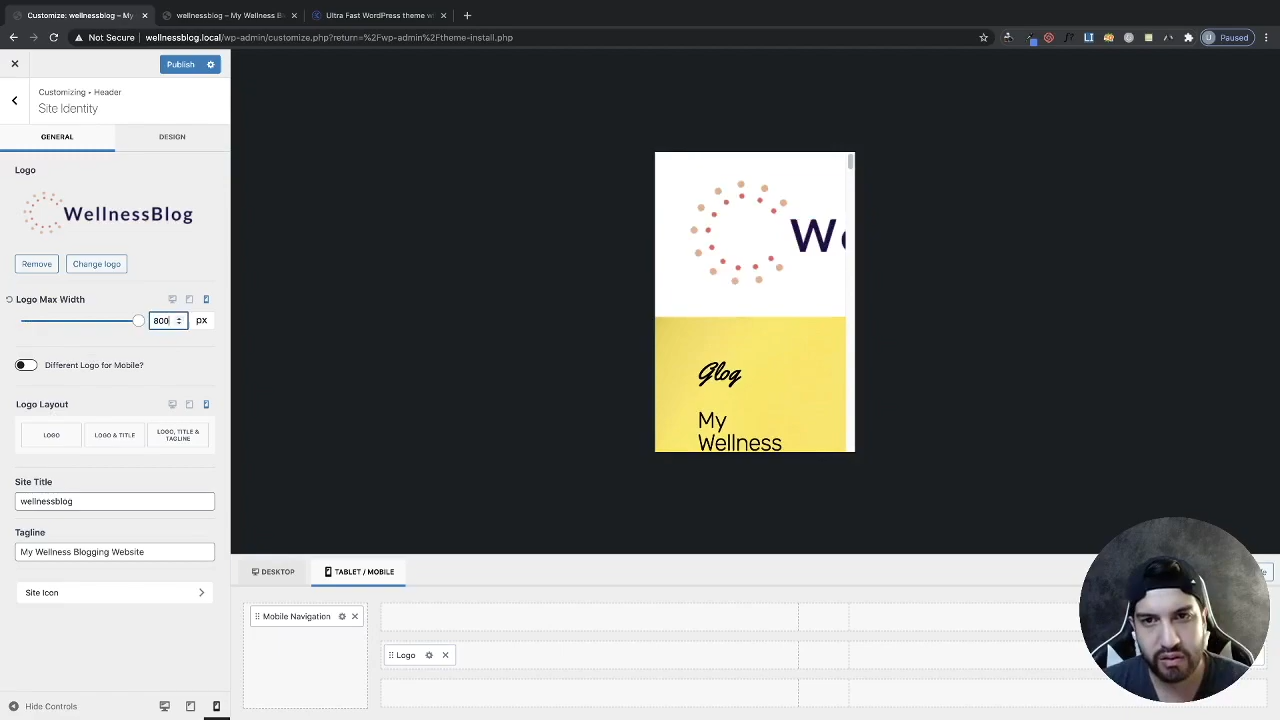 Customize: wellnessblog – My
wellnessblog – My Wellness Bl
Ultra Fast WordPress theme w
Not Secure
wellnessblog.local/wp-admin/customize.php?return=%2Fwp-admin%2Ftheme-install.php
Paused
Publish
Customizing • Header
Site Identity
GENERAL
DESIGN
Logo
WellnessBlog
Remove
Change logo
Logo Max Width
800
px
Different Logo for Mobile?
Logo Layout
LOGO
LOGO & TITLE
LOGO, TITLE &
TAGLINE
Site Title
wellnessblog
Tagline
My Wellness Blogging Website
Site Icon
Hide Controls
We
Glog
My
Wellness
DESKTOP
TABLET / MOBILE
Mobile Navigation
Logo